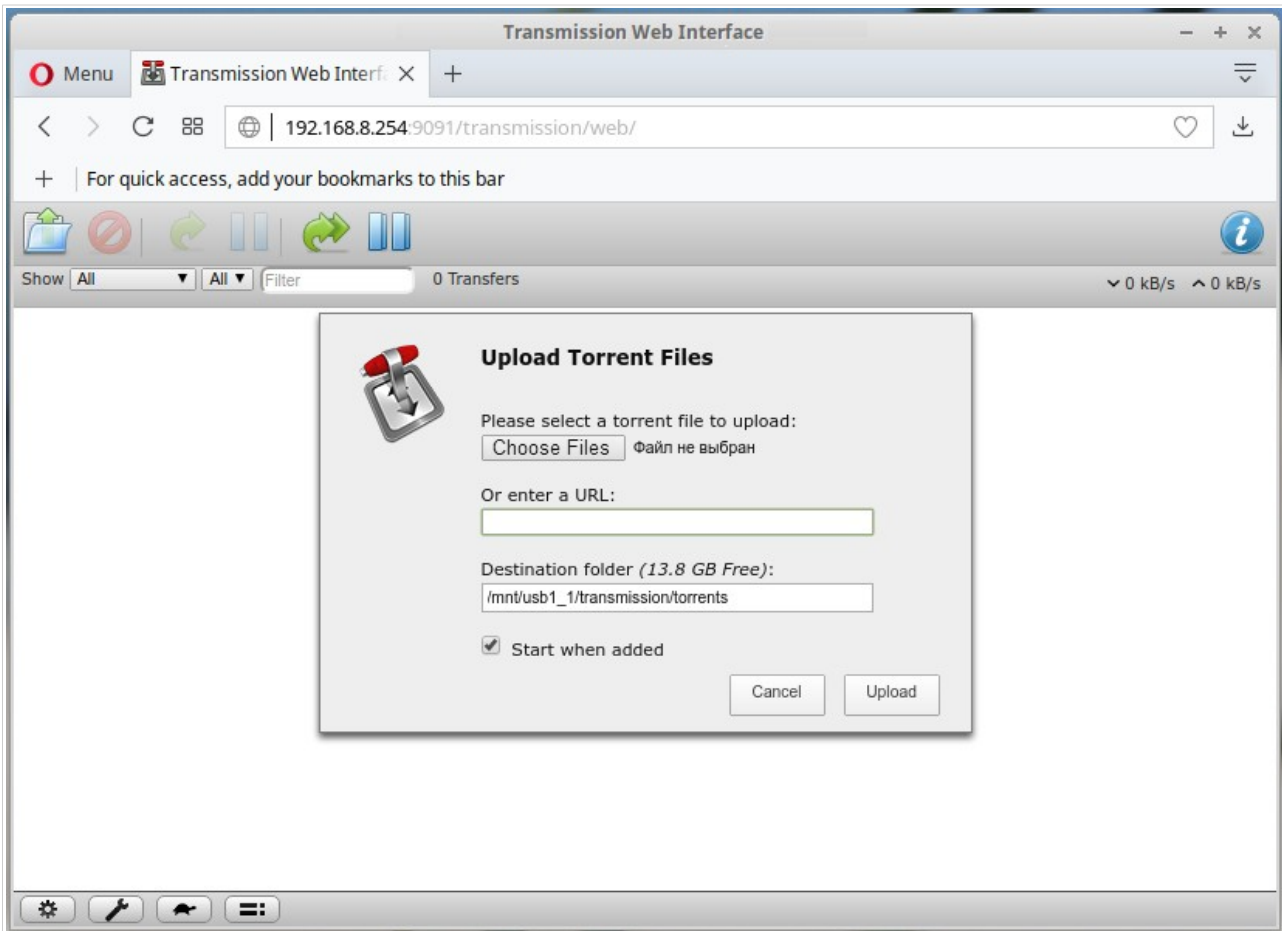 Transmission Web Interface
Menu Transmission Web Interf
192.168.8.254:9091/transmission/web/
For quick access, add your bookmarks to this bar
Show All All Filter 0 Transfers 0 kB/s 0 kB/s
Upload Torrent Files
Please select a torrent file to upload:
Choose Files Файл не выбран
Or enter a URL:
Destination folder (13.8 GB Free):
/mnt/usb1_1/transmission/torrents
Start when added
Cancel Upload